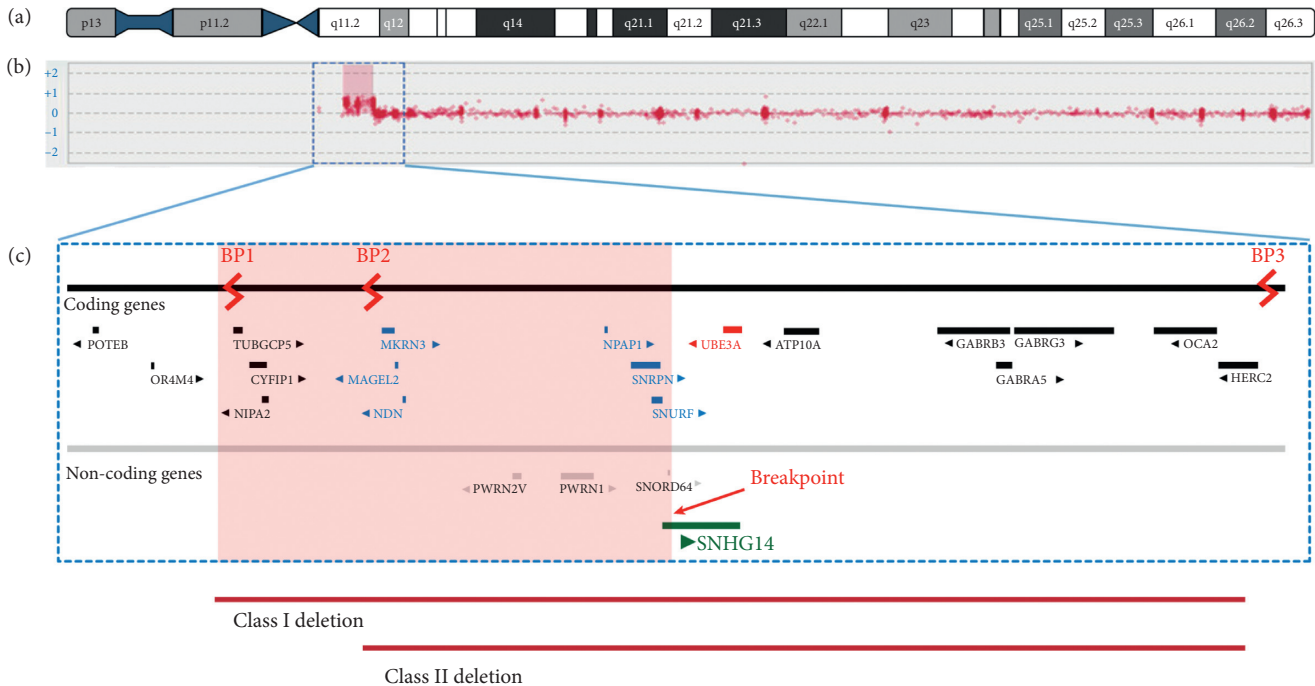 (a)
p13 p11.2 q11.2 q12 q14 q21.1 q21.2 q21.3 q22.1 q23 q25.1 q25.2 q25.3 q26.1 q26.2 q26.3
(b)
+2
+1
0
−1
−2
(c)
BP1 BP2 BP3
Coding genes
POTEB TUBGCP5 MKRN3 NPAP1 UBE3A ATP10A GABRB3 GABRG3 OCA2
OR4M4 CYFIP1 MAGEL2 SNRPN GABRA5 HERC2
NIPA2 NDN SNURF
Non-coding genes
PWRN2V PWRN1 SNORD64
Breakpoint
SNHG14
Class I deletion
Class II deletion